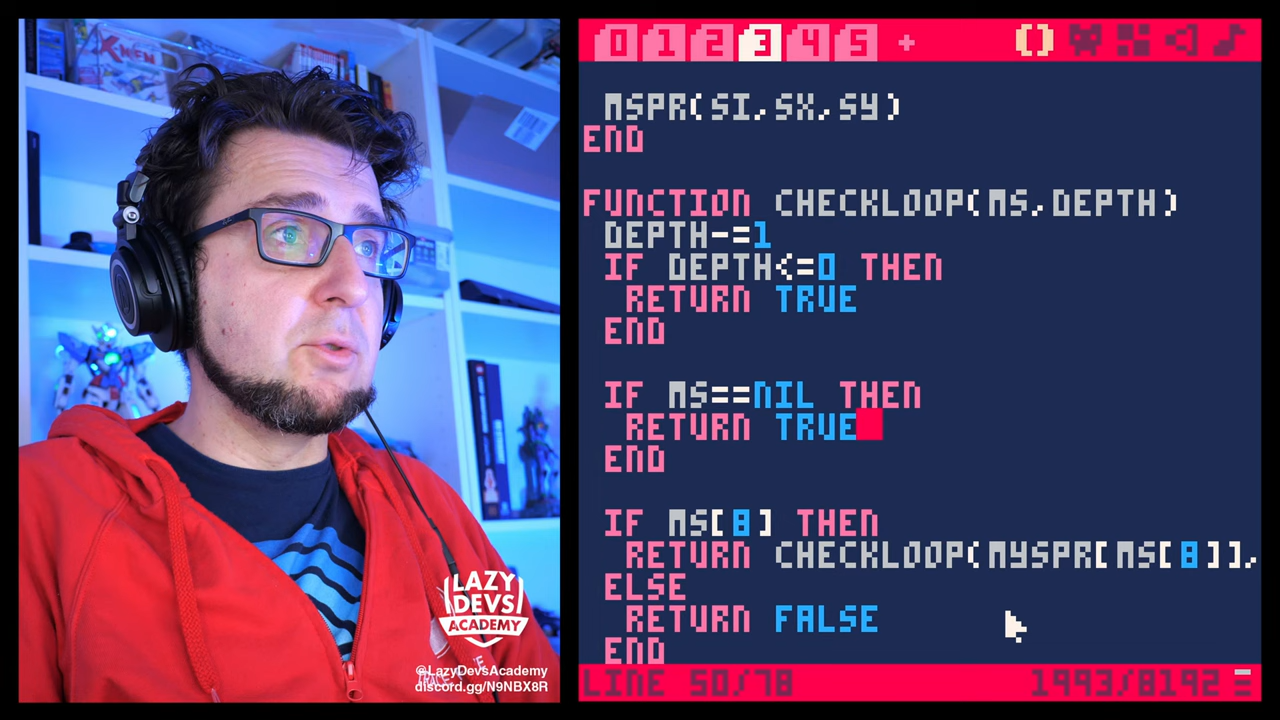 X-MEN
LAZY
DEVS
ACADEMY
@LazyDevsAcademy
discord.gg/N9NBX8R
0 1 2 3 4 5 +
MSPR(SI,SX,SY)
END
FUNCTION CHECKLOOP(MS,DEPTH)
DEPTH-=1
IF DEPTH<=0 THEN
RETURN TRUE
END
IF MS==NIL THEN
RETURN TRUE
END
IF MS[8] THEN
RETURN CHECKLOOP(MYSPR[MS[8]],
ELSE
RETURN FALSE
END
LINE 50/78
1993/8192